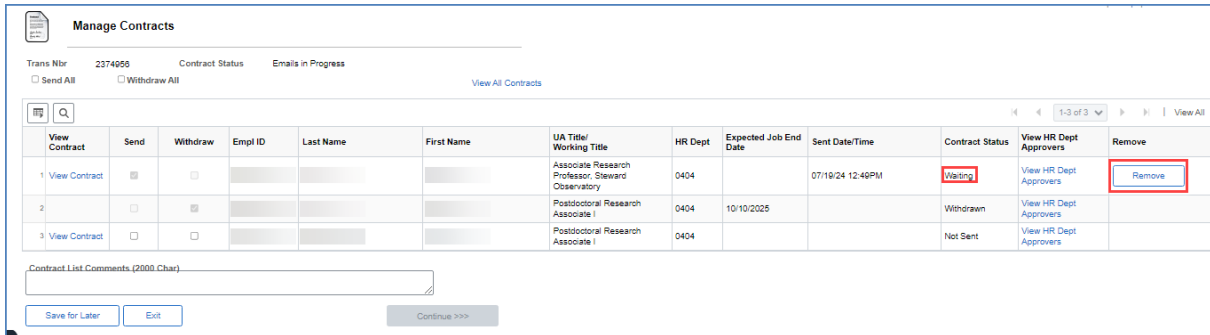 Manage Contracts
Trans Nbr 2374956 Contract Status Emails in Progress
Send All Withdraw All View All Contracts
1-3 of 3 View All
View Contract Send Withdraw Empl ID Last Name First Name UA Title/ Working Title HR Dept Expected Job End Date Sent Date/Time Contract Status View HR Dept Approvers Remove
1 View Contract Associate Research Professor, Steward Observatory 0404 07/19/24 12:49PM Waiting View HR Dept Approvers Remove
2 Postdoctoral Research Associate I 0404 10/10/2025 Withdrawn View HR Dept Approvers
3 View Contract Postdoctoral Research Associate I 0404 Not Sent View HR Dept Approvers
Contract List Comments (2000 Char)
Save for Later Exit Continue >>>